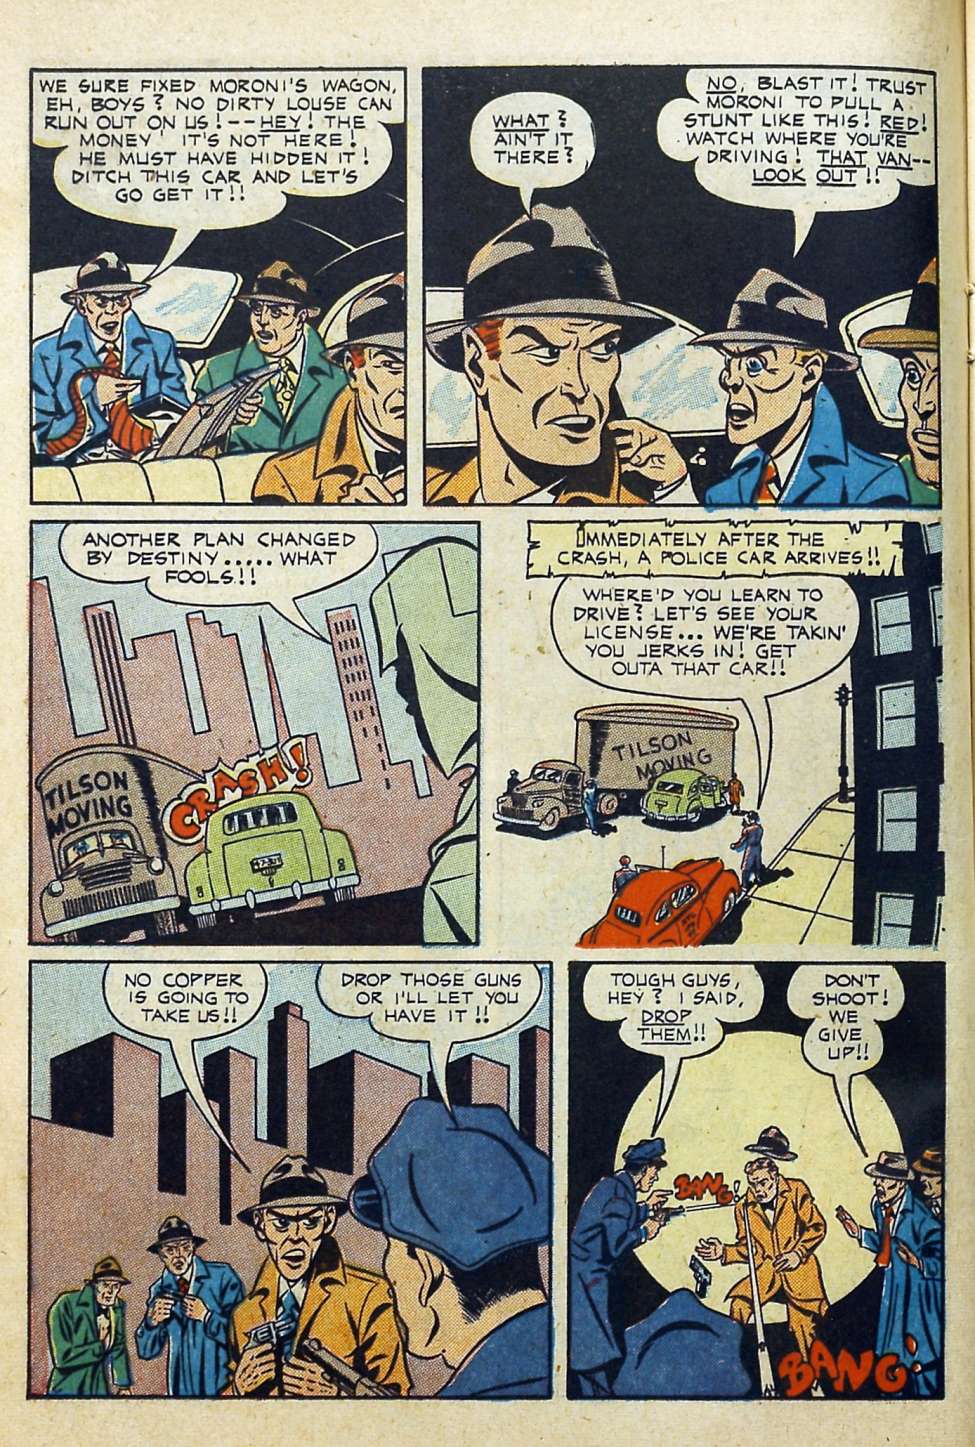 WE SURE FIXED MORONI'S WAGON,
EH, BOYS? NO DIRTY LOUSE CAN
RUN OUT ON US! -- HEY! THE
MONEY! IT'S NOT HERE!
HE MUST HAVE HIDDEN IT!
DITCH THIS CAR AND LET'S
GO GET IT!!
WHAT?
AIN'T IT
THERE?
NO, BLAST IT! TRUST
MORONI TO PULL A
STUNT LIKE THIS! RED!
WATCH WHERE YOU'RE
DRIVING! THAT VAN--
LOOK OUT!!
ANOTHER PLAN CHANGED
BY DESTINY..... WHAT
FOOLS!!
TILSON
MOVING
CRASH!
IMMEDIATELY AFTER THE
CRASH, A POLICE CAR ARRIVES!!
WHERE'D YOU LEARN TO
DRIVE? LET'S SEE YOUR
LICENSE... WE'RE TAKIN'
YOU JERKS IN! GET
OUTA THAT CAR!!
TILSON
MOVING
NO COPPER
IS GOING TO
TAKE US!!
DROP THOSE GUNS
OR I'LL LET YOU
HAVE IT!!
TOUGH GUYS,
HEY? I SAID,
DROP
THEM!!
DON'T
SHOOT!
WE
GIVE
UP!!
BANG!
BANG!